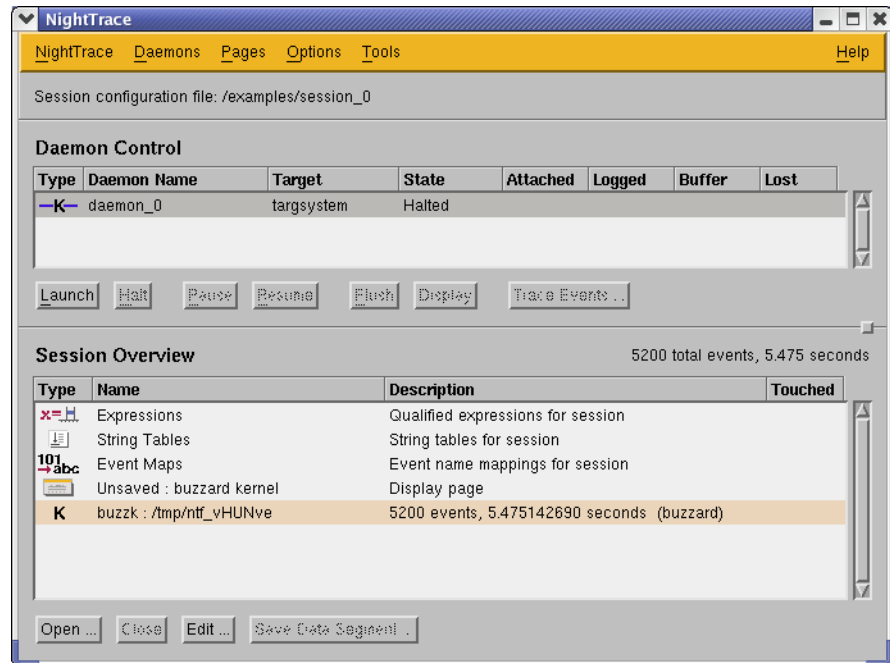 NightTrace
NightTrace Daemons Pages Options Tools Help
Session configuration file: /examples/session_0
Daemon Control
Type Daemon Name Target State Attached Logged Buffer Lost
K daemon_0 targsystem Halted
Launch Halt Pause Resume Flush Display Trace Events ...
Session Overview 5200 total events, 5.475 seconds
Type Name Description Touched
x= Expressions Qualified expressions for session
String Tables String tables for session
101 →abc Event Maps Event name mappings for session
Unsaved : buzzard kernel Display page
K buzzk : /tmp/ntf_vHUNve 5200 events, 5.475142690 seconds (buzzard)
Open ... Close Edit ... Save Data Segment ...